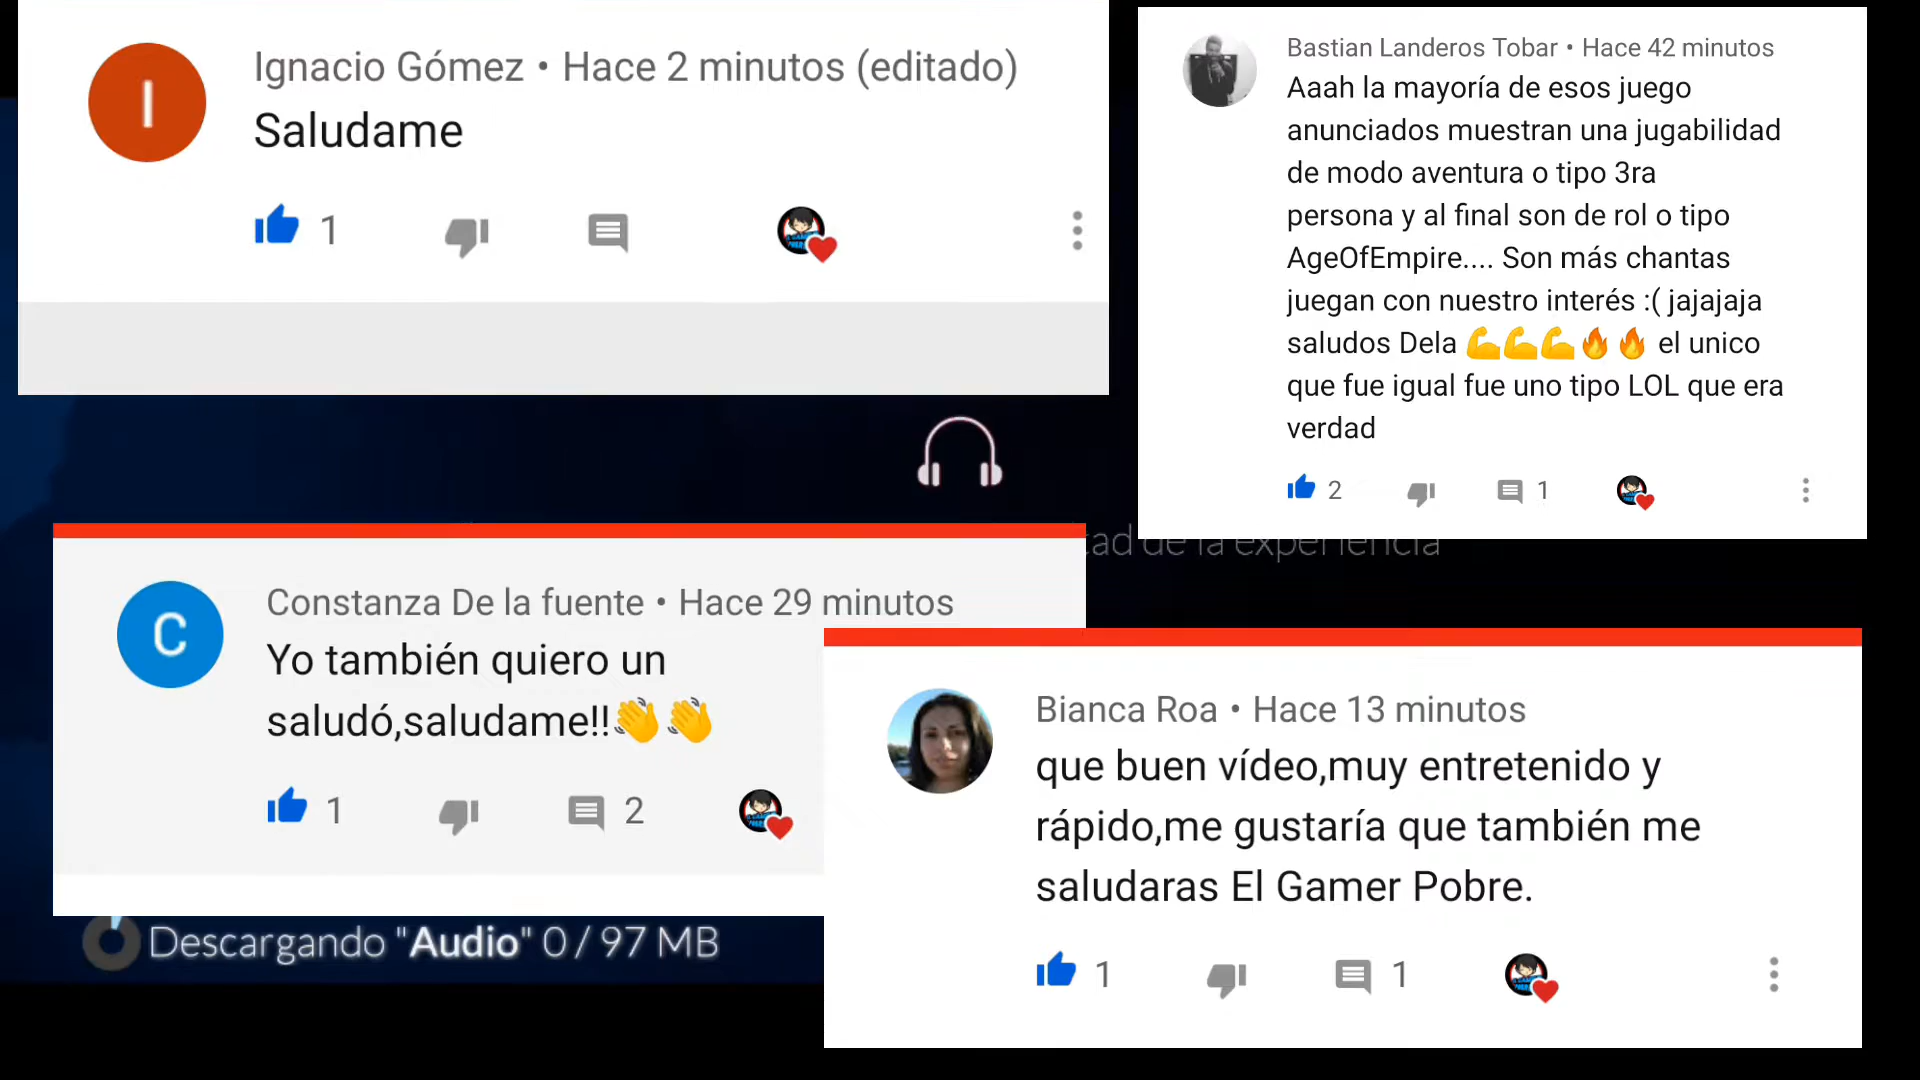 Ignacio Gómez • Hace 2 minutos (editado)
Saludame
1
Bastian Landeros Tobar • Hace 42 minutos
Aaah la mayoría de esos juego
anunciados muestran una jugabilidad
de modo aventura o tipo 3ra
persona y al final son de rol o tipo
AgeOfEmpire.... Son más chantas
juegan con nuestro interés :( jajajaja
saludos Dela 💪💪💪🔥🔥 el unico
que fue igual fue uno tipo LOL que era
verdad
2 1
de la experiencia
Constanza De la fuente • Hace 29 minutos
Yo también quiero un
saludó,saludame!!👋👋
1 2
Bianca Roa • Hace 13 minutos
que buen vídeo,muy entretenido y
rápido,me gustaría que también me
saludaras El Gamer Pobre.
1 1
Descargando "Audio" 0 / 97 MB